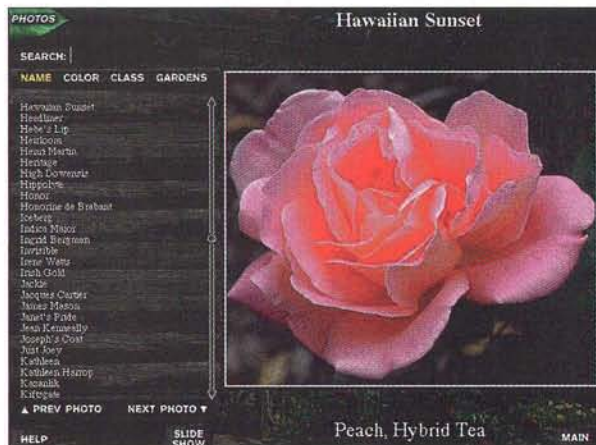 PHOTOS
Hawaiian Sunset
SEARCH:
NAME COLOR CLASS GARDENS
Hawaiian Sunset
Headliner
Hebe's Lip
Heirloom
Henri Martin
Heritage
High Downensis
Hippolyte
Honor
Honorine de Brabant
Iceberg
Indica Major
Ingrid Bergman
Invisible
Irene Watts
Irish Gold
Jackie
Jacques Cartier
James Mason
Janet's Pride
Jean Kenneally
Joseph's Coat
Just Joey
Kathleen
Kathleen Harrop
Kazanlik
Kiftsgate
▲ PREV PHOTO NEXT PHOTO ▼
Peach, Hybrid Tea
HELP
SLIDE SHOW
MAIN